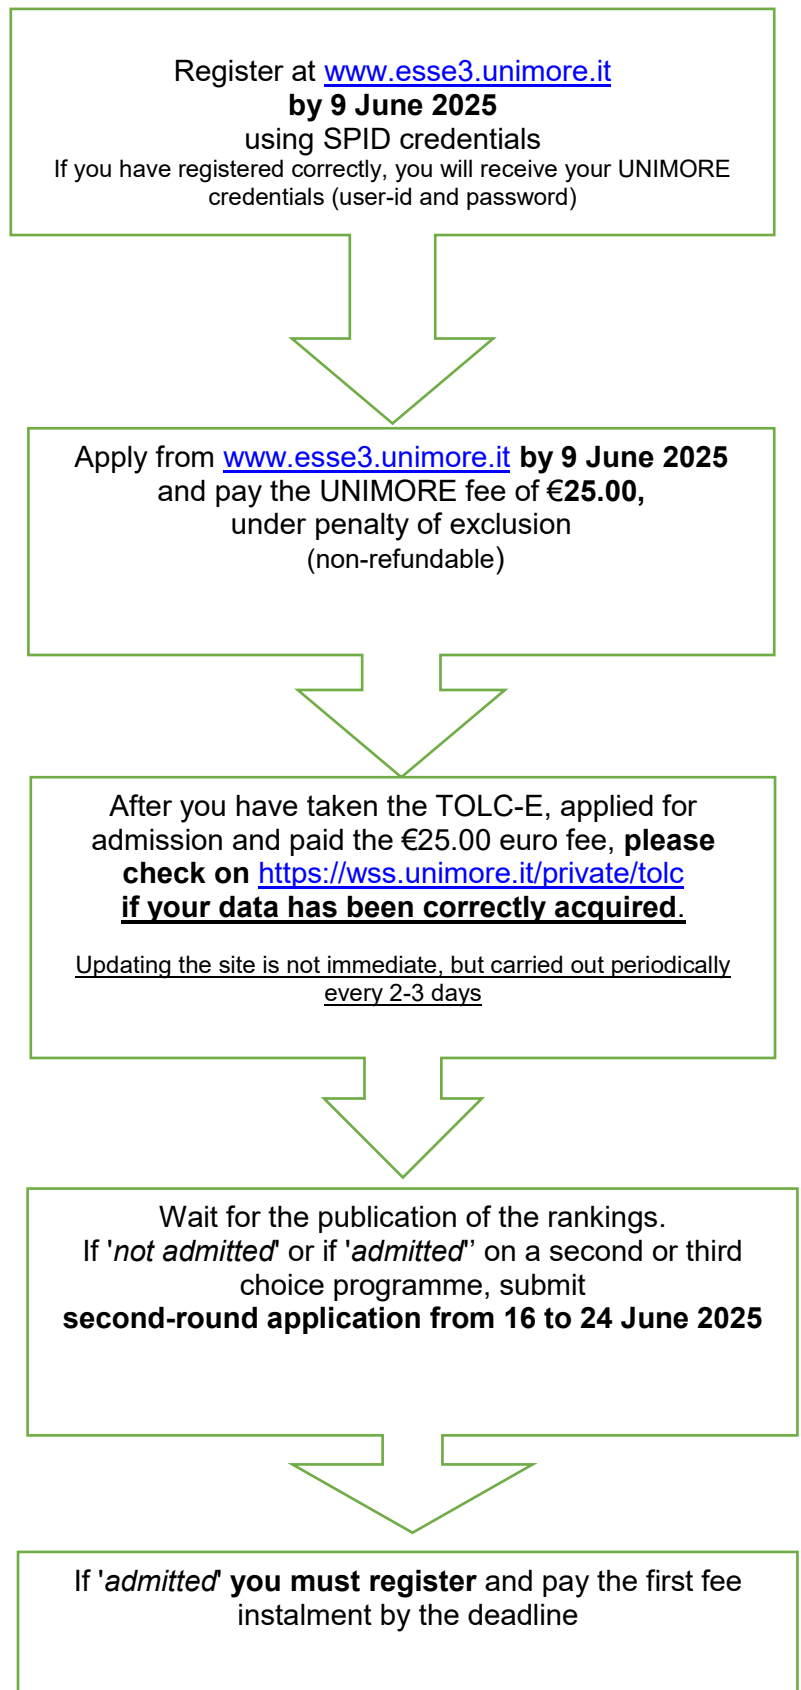 Register at www.esse3.unimore.it
by 9 June 2025
using SPID credentials
If you have registered correctly, you will receive your UNIMORE
credentials (user-id and password)
Apply from www.esse3.unimore.it by 9 June 2025
and pay the UNIMORE fee of €25.00,
under penalty of exclusion
(non-refundable)
After you have taken the TOLC-E, applied for
admission and paid the €25.00 euro fee, please
check on https://wss.unimore.it/private/tolc
if your data has been correctly acquired.
Updating the site is not immediate, but carried out periodically
every 2-3 days
Wait for the publication of the rankings.
If 'not admitted' or if 'admitted'’ on a second or third
choice programme, submit
second-round application from 16 to 24 June 2025
If 'admitted' you must register and pay the first fee
instalment by the deadline